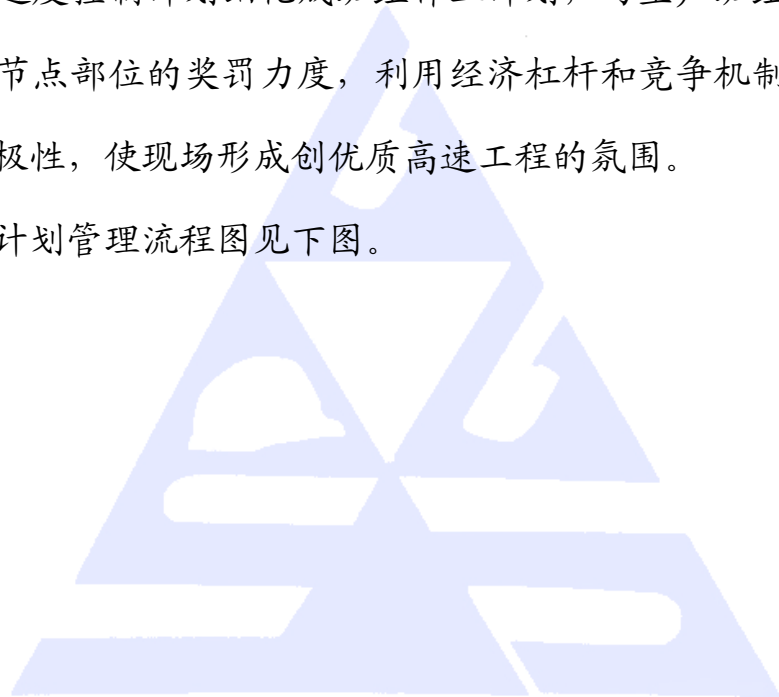 节点部位的奖罚力度，利用经济杠杆和竞争机制
极性，使现场形成创优质高速工程的氛围。
计划管理流程图见下图。